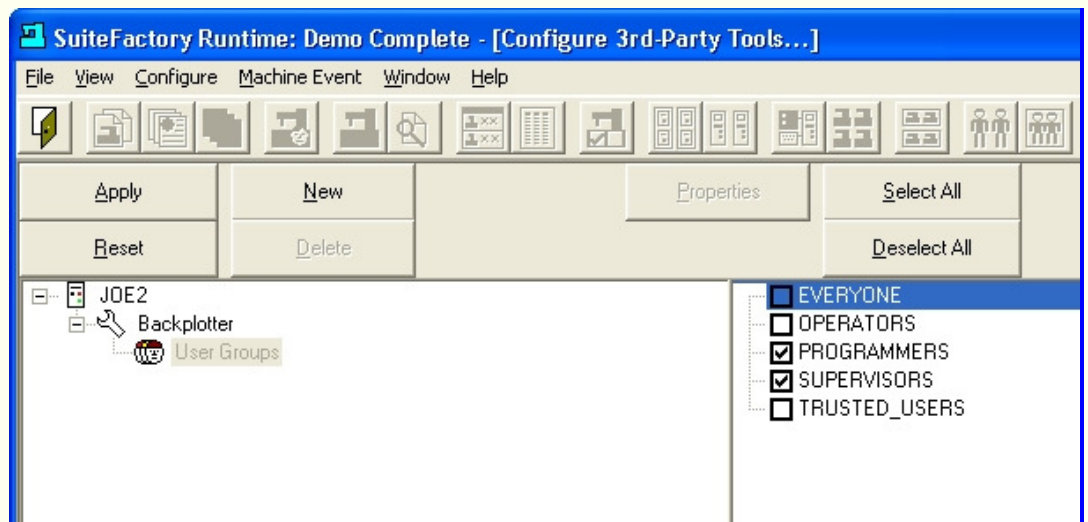 SuiteFactory Runtime: Demo Complete - [Configure 3rd-Party Tools...]
File View Configure Machine Event Window Help
Apply New Properties Select All
Reset Delete Deselect All
JOE2
Backplotter
User Groups
EVERYONE
OPERATORS
PROGRAMMERS
SUPERVISORS
TRUSTED_USERS